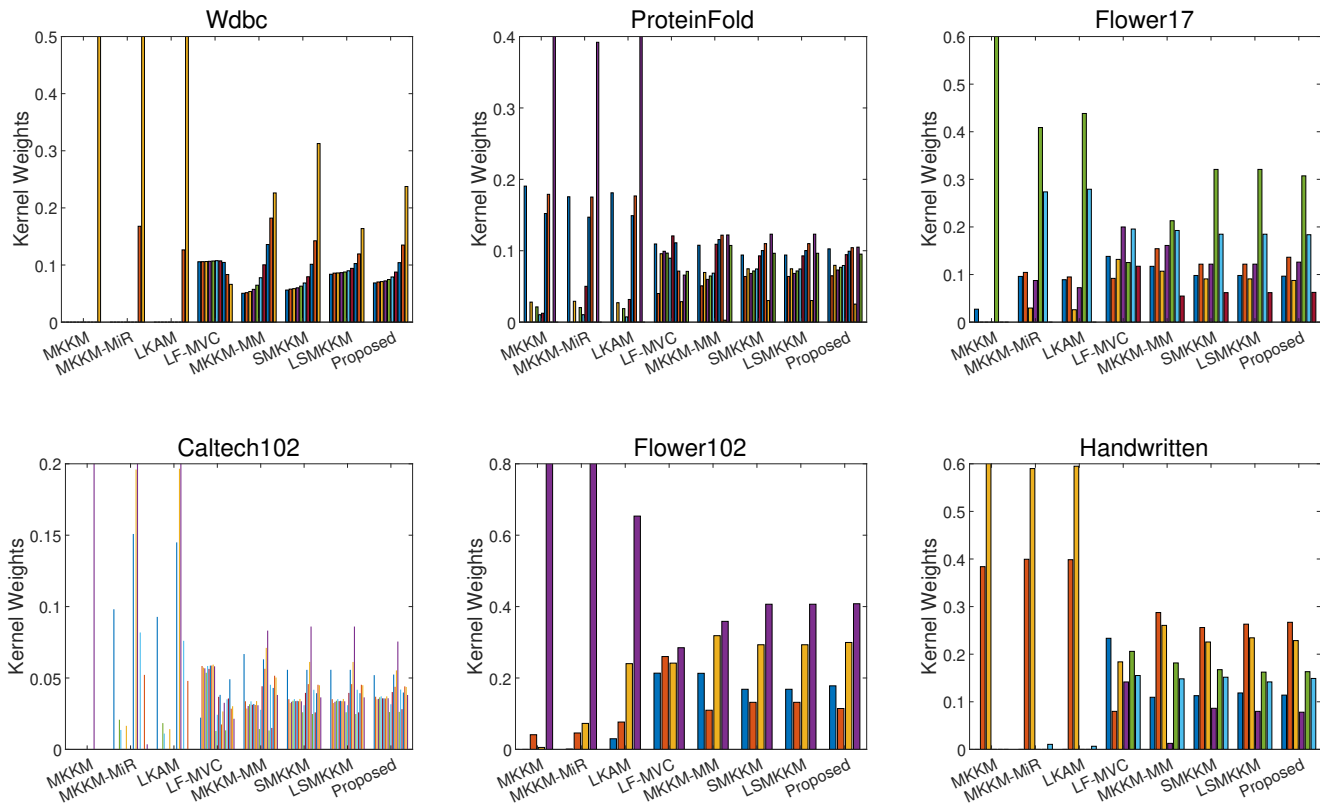 Wdbc
Kernel Weights
0.5
0.4
0.3
0.2
0.1
0
MKKM
MKKM-MiR
LKAM
LF-MVC
MKKM-MM
SMKKM
LSMKKM
Proposed
ProteinFold
Kernel Weights
0.4
0.3
0.2
0.1
0
MKKM
MKKM-MiR
LKAM
LF-MVC
MKKM-MM
SMKKM
LSMKKM
Proposed
Flower17
Kernel Weights
0.6
0.5
0.4
0.3
0.2
0.1
0
MKKM
MKKM-MiR
LKAM
LF-MVC
MKKM-MM
SMKKM
LSMKKM
Proposed
Caltech102
Kernel Weights
0.2
0.15
0.1
0.05
0
MKKM
MKKM-MiR
LKAM
LF-MVC
MKKM-MM
SMKKM
LSMKKM
Proposed
Flower102
Kernel Weights
0.8
0.6
0.4
0.2
0
MKKM
MKKM-MiR
LKAM
LF-MVC
MKKM-MM
SMKKM
LSMKKM
Proposed
Handwritten
Kernel Weights
0.6
0.5
0.4
0.3
0.2
0.1
0
MKKM
MKKM-MiR
LKAM
LF-MVC
MKKM-MM
SMKKM
LSMKKM
Proposed